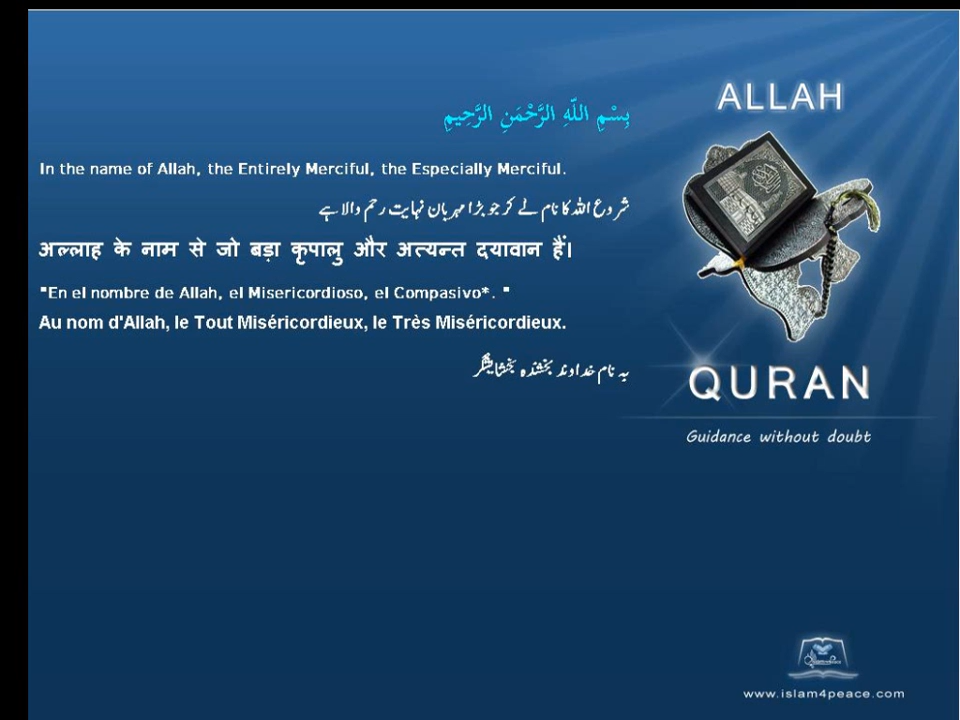 بِسْمِ اللَّهِ الرَّحْمَنِ الرَّحِيمِ
In the name of Allah, the Entirely Merciful, the Especially Merciful.
شروع اللہ کا نام لے کر جو بڑا مہربان نہایت رحم والا ہے
अल्लाह के नाम से जो बड़ा कृपालु और अत्यन्त दयावान हैं।
"En el nombre de Allah, el Misericordioso, el Compasivo*. "
Au nom d'Allah, le Tout Miséricordieux, le Très Miséricordieux.
به نام خداوند بخشنده بخشایشگر
ALLAH
QURAN
Guidance without doubt
www.islam4peace.com